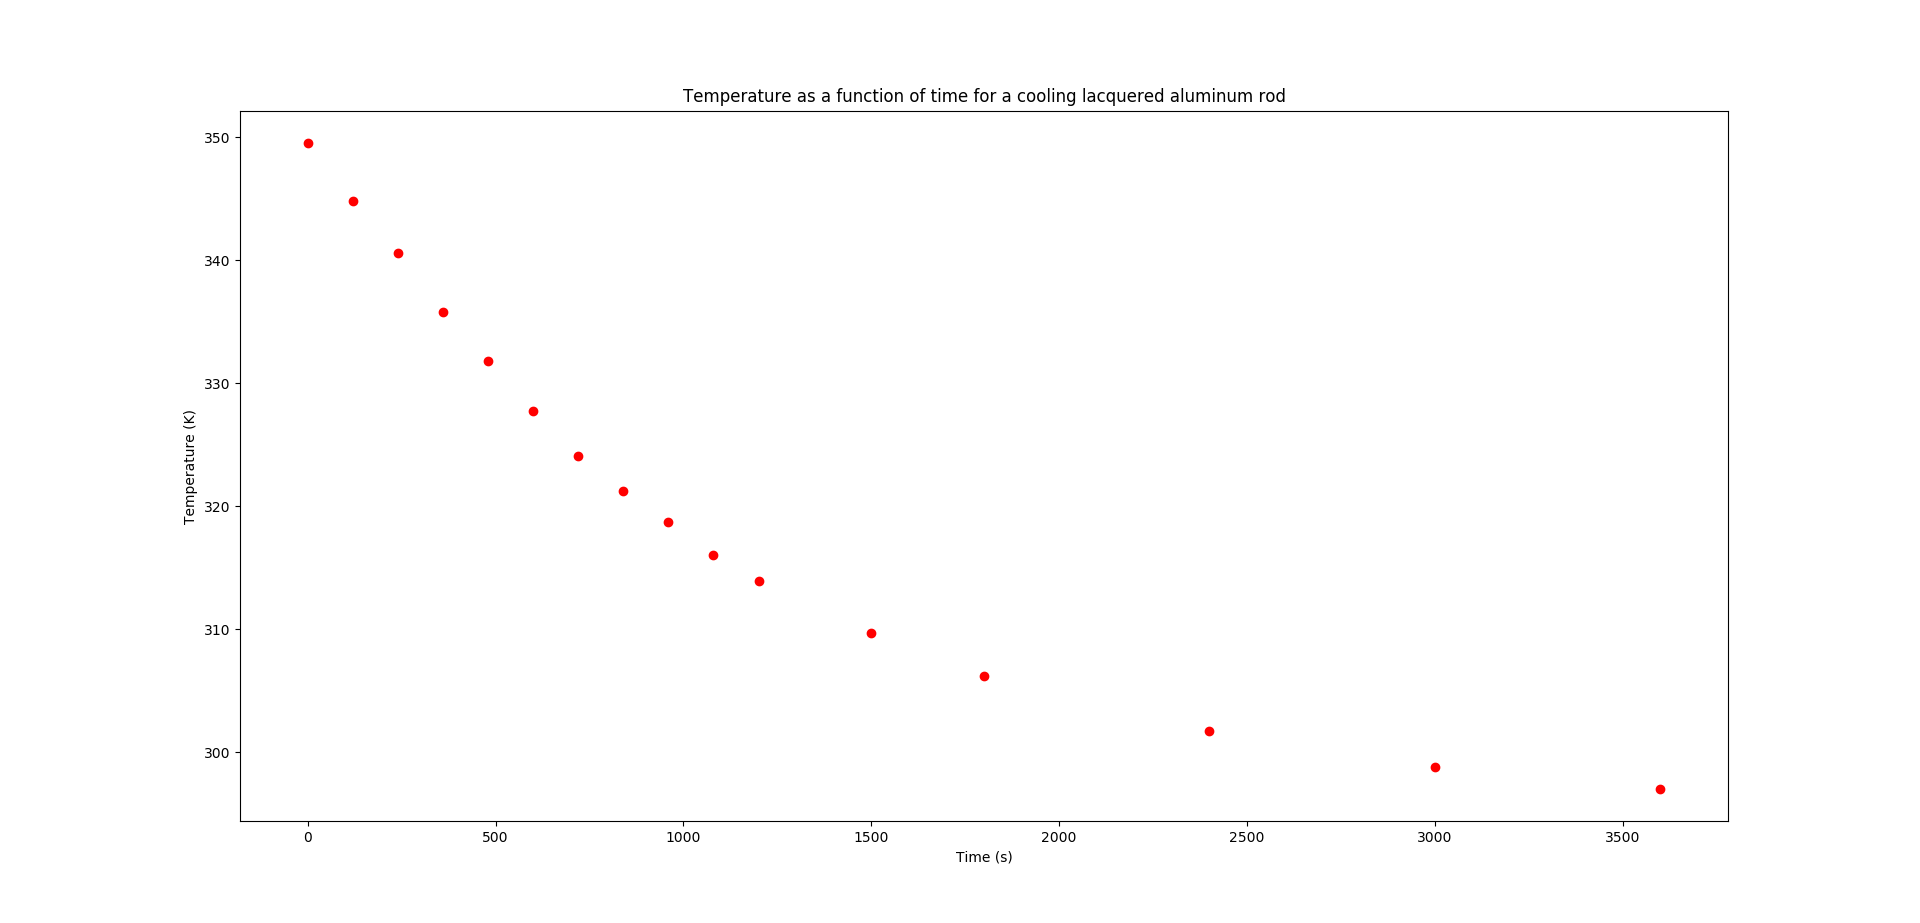 Temperature as a function of time for a cooling lacquered aluminum rod
350
340
330
320
310
300
Temperature (K)
0 500 1000 1500 2000 2500 3000 3500
Time (s)